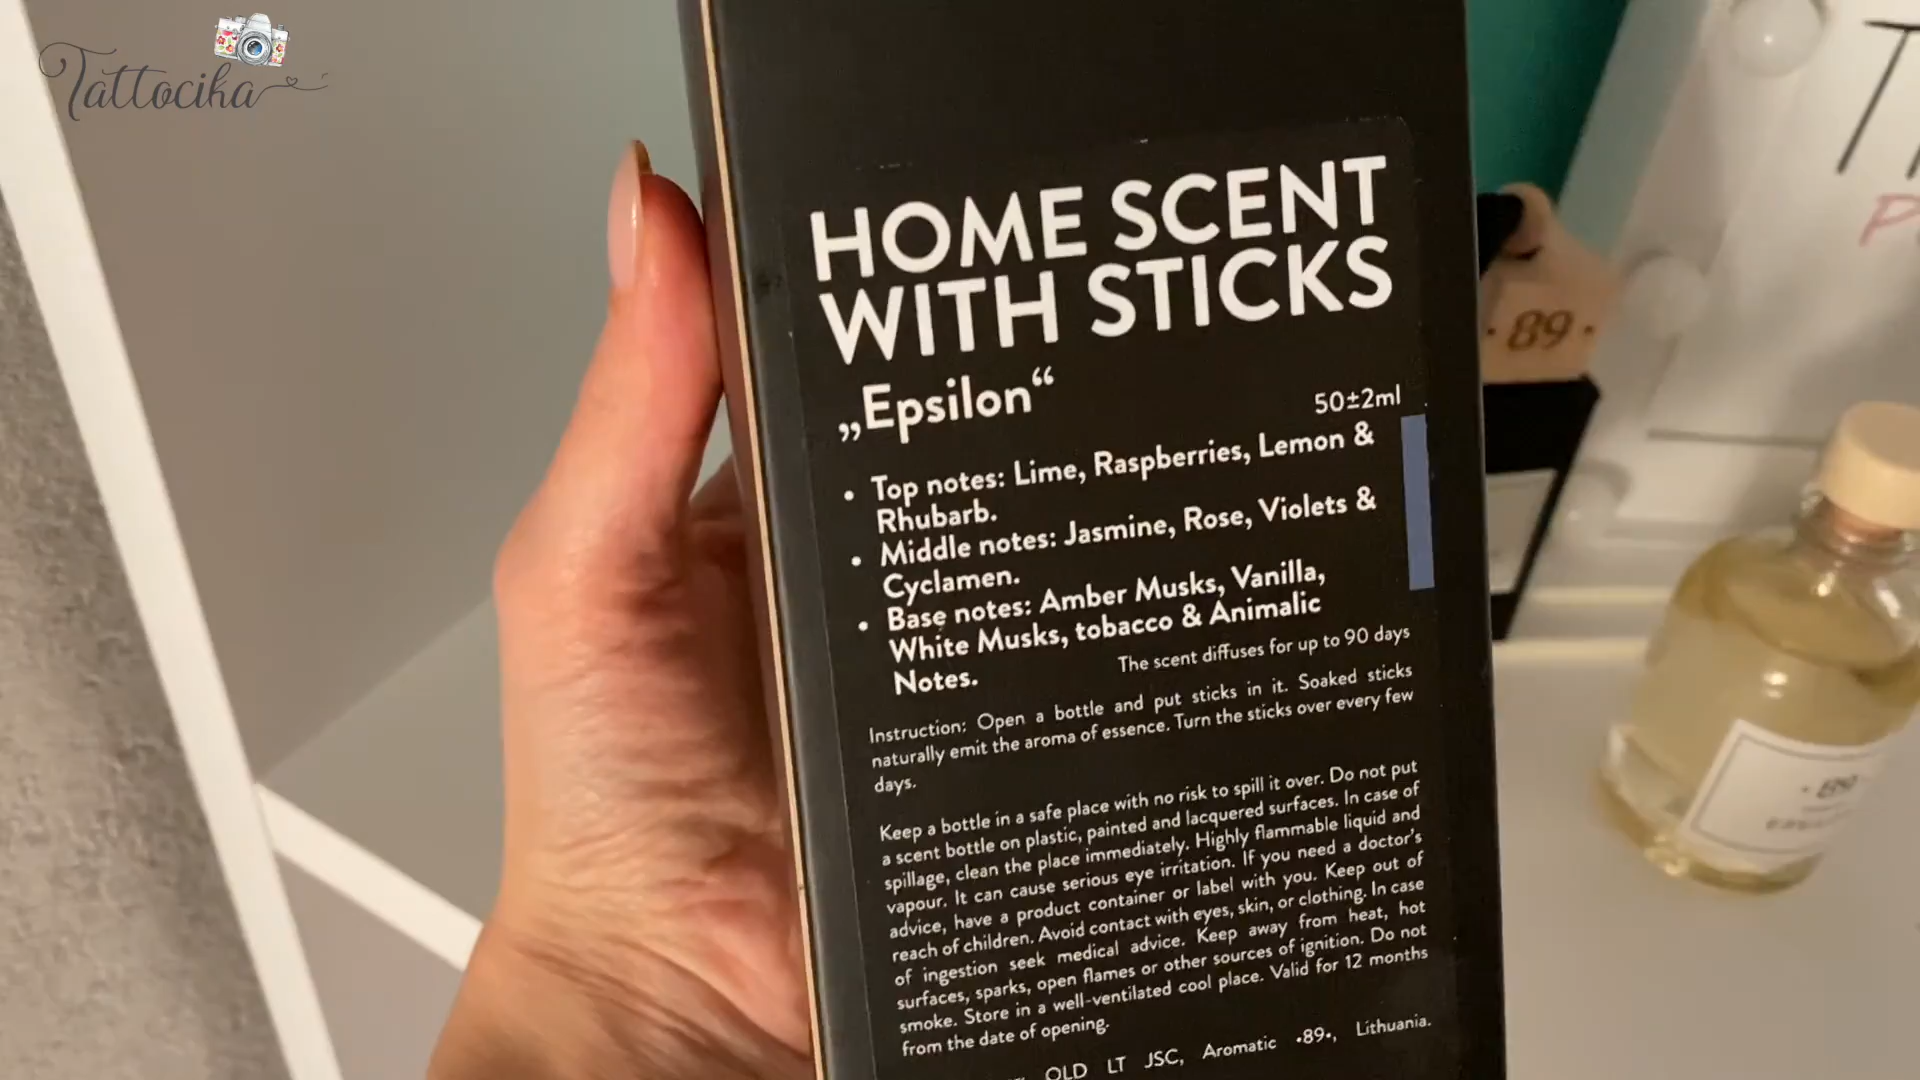 Tattocika
HOME SCENT
WITH STICKS
„Epsilon“
50±2ml
• Top notes: Lime, Raspberries, Lemon &
Rhubarb.
• Middle notes: Jasmine, Rose, Violets &
Cyclamen.
• Base notes: Amber Musks, Vanilla,
White Musks, tobacco & Animalic
Notes.
The scent diffuses for up to 90 days
Instruction: Open a bottle and put sticks in it. Soaked sticks
naturally emit the aroma of essence. Turn the sticks over every few
days.
Keep a bottle in a safe place with no risk to spill it over. Do not put
a scent bottle on plastic, painted and lacquered surfaces. In case of
spillage, clean the place immediately. Highly flammable liquid and
vapour. It can cause serious eye irritation. If you need a doctor's
advice, have a product container or label with you. Keep out of
reach of children. Avoid contact with eyes, skin, or clothing. In case
of ingestion seek medical advice. Keep away from heat, hot
surfaces, sparks, open flames or other sources of ignition. Do not
smoke. Store in a well-ventilated cool place. Valid for 12 months
from the date of opening.
OLD LT JSC, Aromatic •89•, Lithuania.
• 89 •
• 89 •